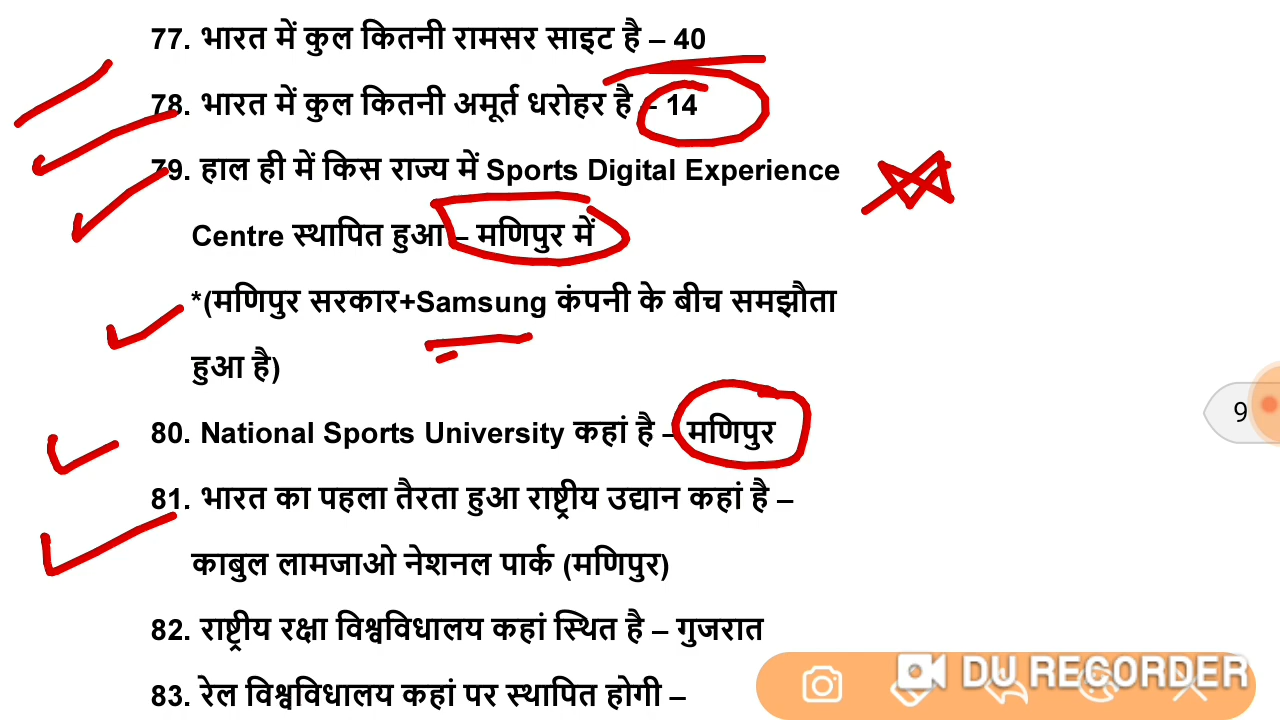 77. भारत में कुल कितनी रामसर साइट है – 40
78. भारत में कुल कितनी अमूर्त धरोहर है – 14
79. हाल ही में किस राज्य में Sports Digital Experience
Centre स्थापित हुआ – मणिपुर में
*(मणिपुर सरकार+Samsung कंपनी के बीच समझौता
हुआ है)
9
80. National Sports University कहां है – मणिपुर
81. भारत का पहला तैरता हुआ राष्ट्रीय उद्यान कहां है –
काबुल लामजाओ नेशनल पार्क (मणिपुर)
82. राष्ट्रीय रक्षा विश्वविधालय कहां स्थित है – गुजरात
83. रेल विश्वविधालय कहां पर स्थापित होगी –
DU RECORDER